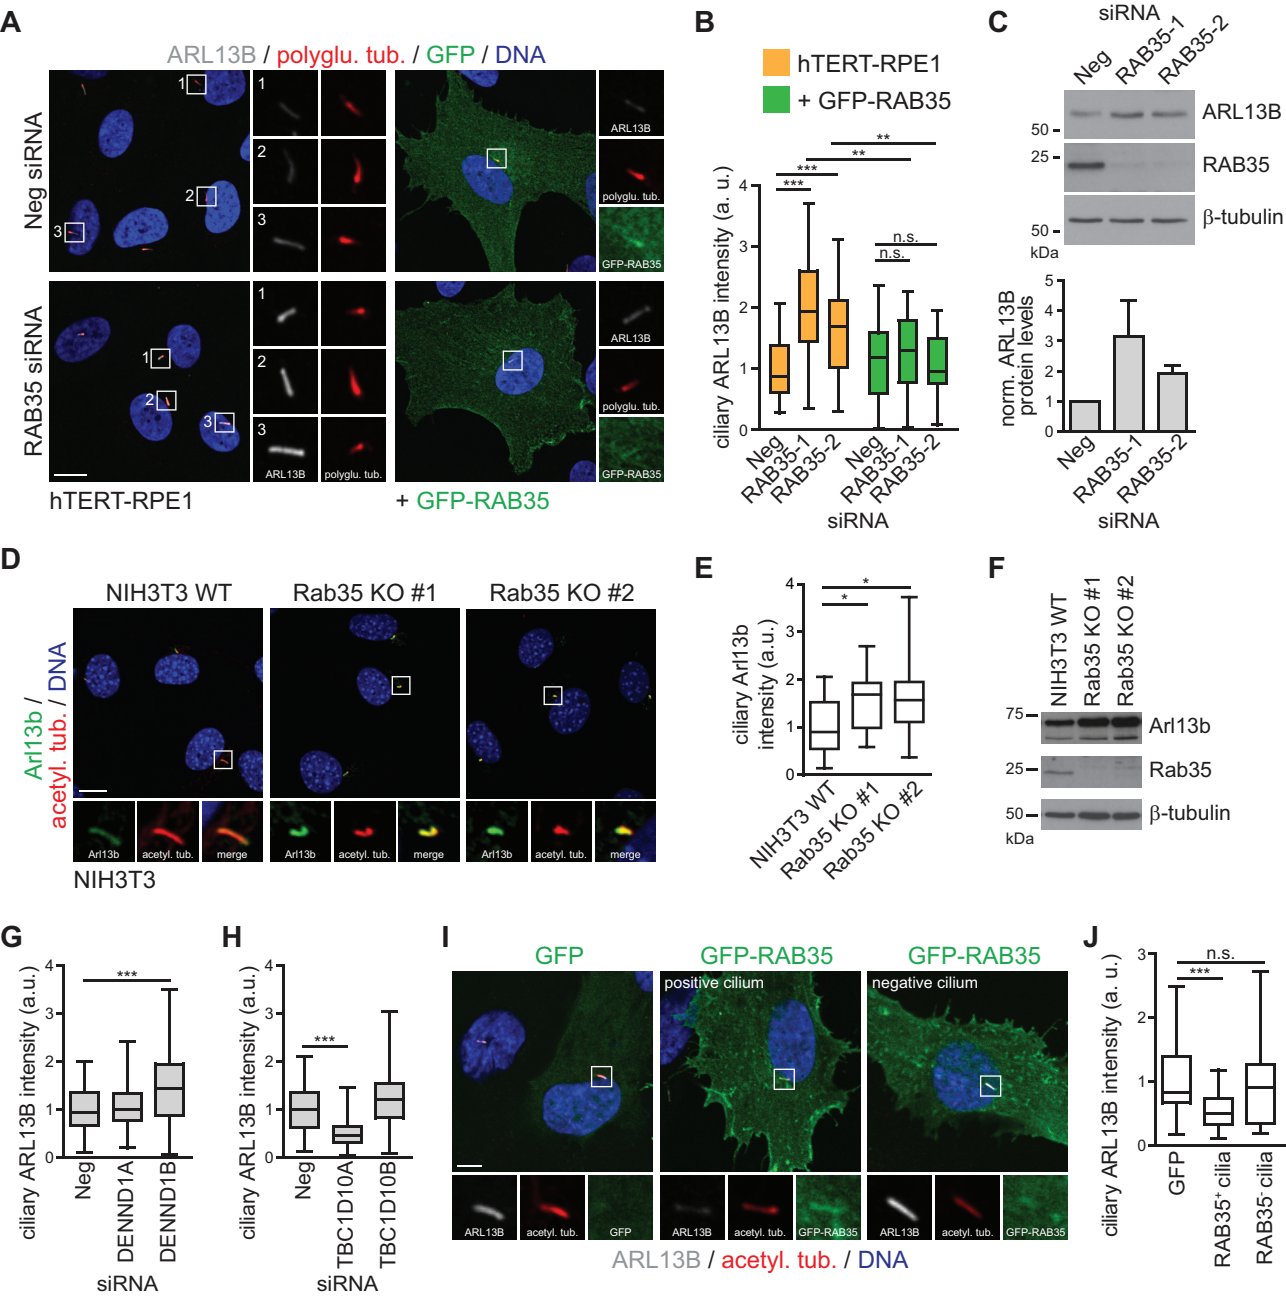 A
ARL13B / polyglu. tub. / GFP / DNA
Neg siRNA
RAB35 siRNA
1
2
3
1
2
3
ARL13B
polyglu. tub.
GFP-RAB35
1
2
3
1
2
3
ARL13B
polyglu. tub.
ARL13B
polyglu. tub.
GFP-RAB35
hTERT-RPE1
+ GFP-RAB35
B
hTERT-RPE1
+ GFP-RAB35
**
**
***
***
n.s.
n.s.
ciliary ARL13B intensity (a. u.)
4
3
2
1
0
Neg
RAB35-1
RAB35-2
Neg
RAB35-1
RAB35-2
siRNA
C
siRNA
Neg
RAB35-1
RAB35-2
ARL13B
50
25
RAB35
β-tubulin
50
kDa
norm. ARL13B
protein levels
5
4
3
2
1
0
Neg
RAB35-1
RAB35-2
siRNA
D
NIH3T3 WT
Rab35 KO #1
Rab35 KO #2
Arl13b /
acetyl. tub. / DNA
Arl13b
acetyl. tub.
merge
Arl13b
acetyl. tub.
merge
Arl13b
acetyl. tub.
merge
NIH3T3
E
ciliary Arl13b
intensity (a.u.)
4
3
2
1
0
*
*
NIH3T3 WT
Rab35 KO #1
Rab35 KO #2
F
NIH3T3 WT
Rab35 KO #1
Rab35 KO #2
75
Arl13b
25
Rab35
50
β-tubulin
kDa
G
ciliary ARL13B intensity (a. u.)
4
3
2
1
0
***
Neg
DENND1A
DENND1B
siRNA
H
ciliary ARL13B intensity (a. u.)
4
3
2
1
0
***
Neg
TBC1D10A
TBC1D10B
siRNA
I
GFP
GFP-RAB35
GFP-RAB35
positive cilium
negative cilium
ARL13B
acetyl. tub.
GFP
ARL13B
acetyl. tub.
GFP-RAB35
ARL13B
acetyl. tub.
GFP-RAB35
ARL13B / acetyl. tub. / DNA
J
ciliary ARL13B intensity (a. u.)
3
2
1
0
n.s.
***
GFP
RAB35⁺ cilia
RAB35⁻ cilia